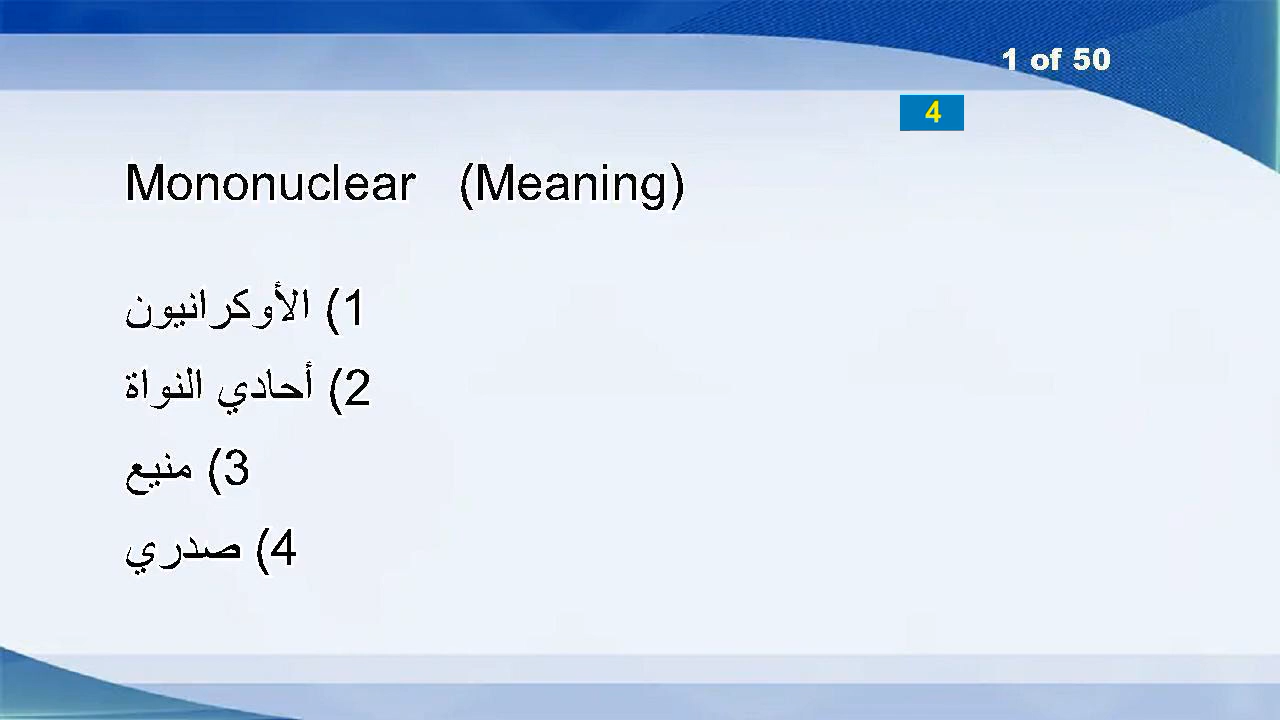 1 of 50
4
Mononuclear (Meaning)
1) الأوكرانيون
2) أحادي النواة
3) منيع
4) صدري